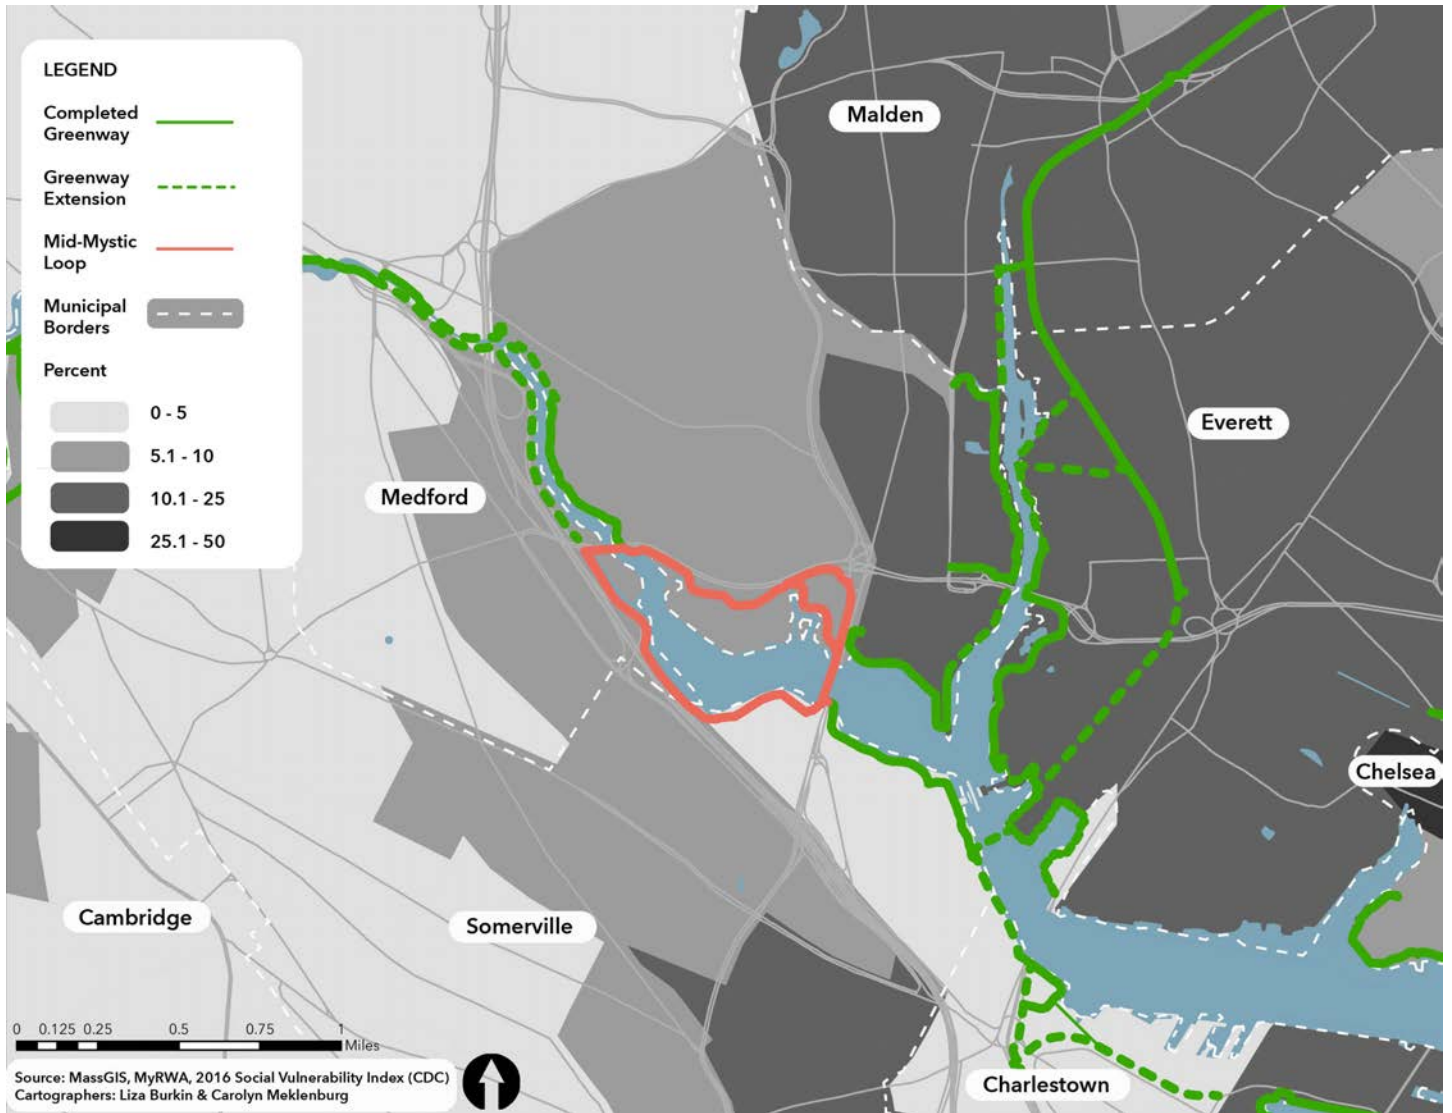 LEGEND
Completed
Greenway
Greenway
Extension
Mid-Mystic
Loop
Municipal
Borders
Percent
0 - 5
5.1 - 10
10.1 - 25
25.1 - 50
Malden
Everett
Medford
Chelsea
Cambridge
Somerville
Charlestown
0 0.125 0.25 0.5 0.75 1
Miles
Source: MassGIS, MyRWA, 2016 Social Vulnerability Index (CDC)
Cartographers: Liza Burkin & Carolyn Meklenburg